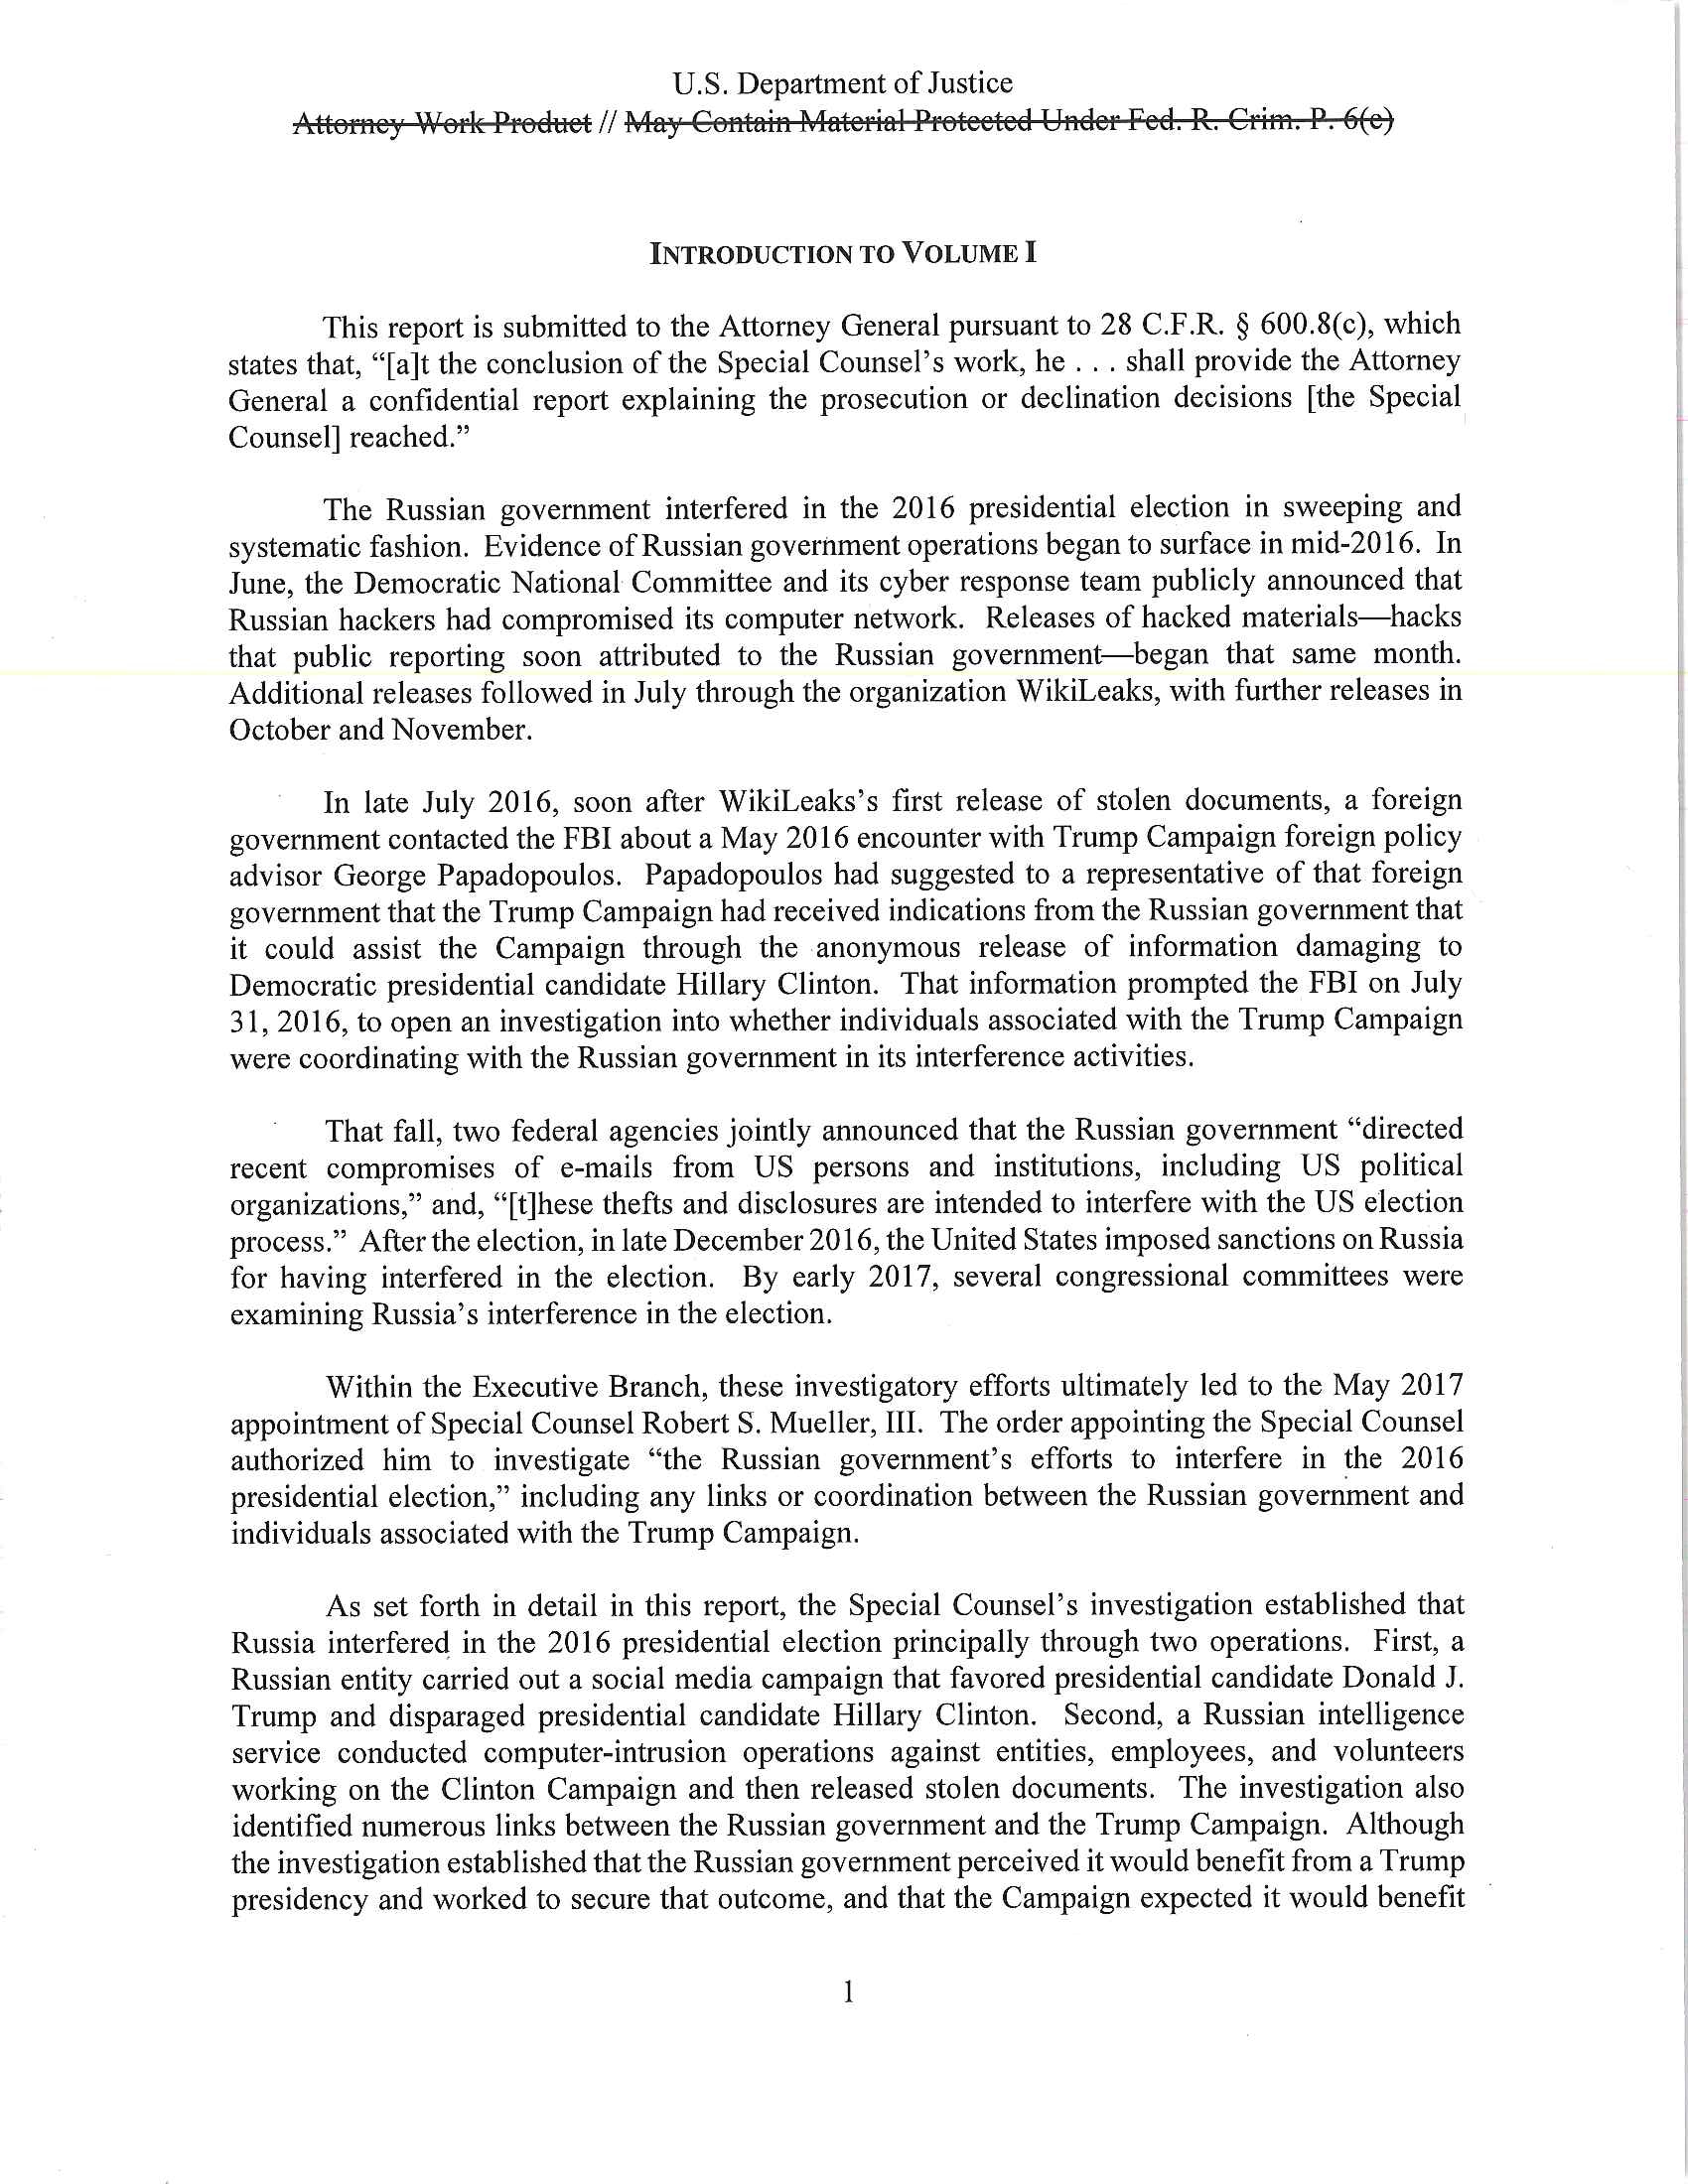 U.S. Department of Justice
Attorney Work Product // May Contain Material Protected Under Fed. R. Crim. P. 6(e)
INTRODUCTION TO VOLUME I
This report is submitted to the Attorney General pursuant to 28 C.F.R. § 600.8(c), which
states that, “[a]t the conclusion of the Special Counsel’s work, he . . . shall provide the Attorney
General a confidential report explaining the prosecution or declination decisions [the Special
Counsel] reached.”
The Russian government interfered in the 2016 presidential election in sweeping and
systematic fashion. Evidence of Russian government operations began to surface in mid-2016. In
June, the Democratic National Committee and its cyber response team publicly announced that
Russian hackers had compromised its computer network. Releases of hacked materials—hacks
that public reporting soon attributed to the Russian government—began that same month.
Additional releases followed in July through the organization WikiLeaks, with further releases in
October and November.
In late July 2016, soon after WikiLeaks’s first release of stolen documents, a foreign
government contacted the FBI about a May 2016 encounter with Trump Campaign foreign policy
advisor George Papadopoulos. Papadopoulos had suggested to a representative of that foreign
government that the Trump Campaign had received indications from the Russian government that
it could assist the Campaign through the anonymous release of information damaging to
Democratic presidential candidate Hillary Clinton. That information prompted the FBI on July
31, 2016, to open an investigation into whether individuals associated with the Trump Campaign
were coordinating with the Russian government in its interference activities.
That fall, two federal agencies jointly announced that the Russian government “directed
recent compromises of e-mails from US persons and institutions, including US political
organizations,” and, “[t]hese thefts and disclosures are intended to interfere with the US election
process.” After the election, in late December 2016, the United States imposed sanctions on Russia
for having interfered in the election. By early 2017, several congressional committees were
examining Russia’s interference in the election.
Within the Executive Branch, these investigatory efforts ultimately led to the May 2017
appointment of Special Counsel Robert S. Mueller, III. The order appointing the Special Counsel
authorized him to investigate “the Russian government’s efforts to interfere in the 2016
presidential election,” including any links or coordination between the Russian government and
individuals associated with the Trump Campaign.
As set forth in detail in this report, the Special Counsel’s investigation established that
Russia interfered in the 2016 presidential election principally through two operations. First, a
Russian entity carried out a social media campaign that favored presidential candidate Donald J.
Trump and disparaged presidential candidate Hillary Clinton. Second, a Russian intelligence
service conducted computer-intrusion operations against entities, employees, and volunteers
working on the Clinton Campaign and then released stolen documents. The investigation also
identified numerous links between the Russian government and the Trump Campaign. Although
the investigation established that the Russian government perceived it would benefit from a Trump
presidency and worked to secure that outcome, and that the Campaign expected it would benefit
1